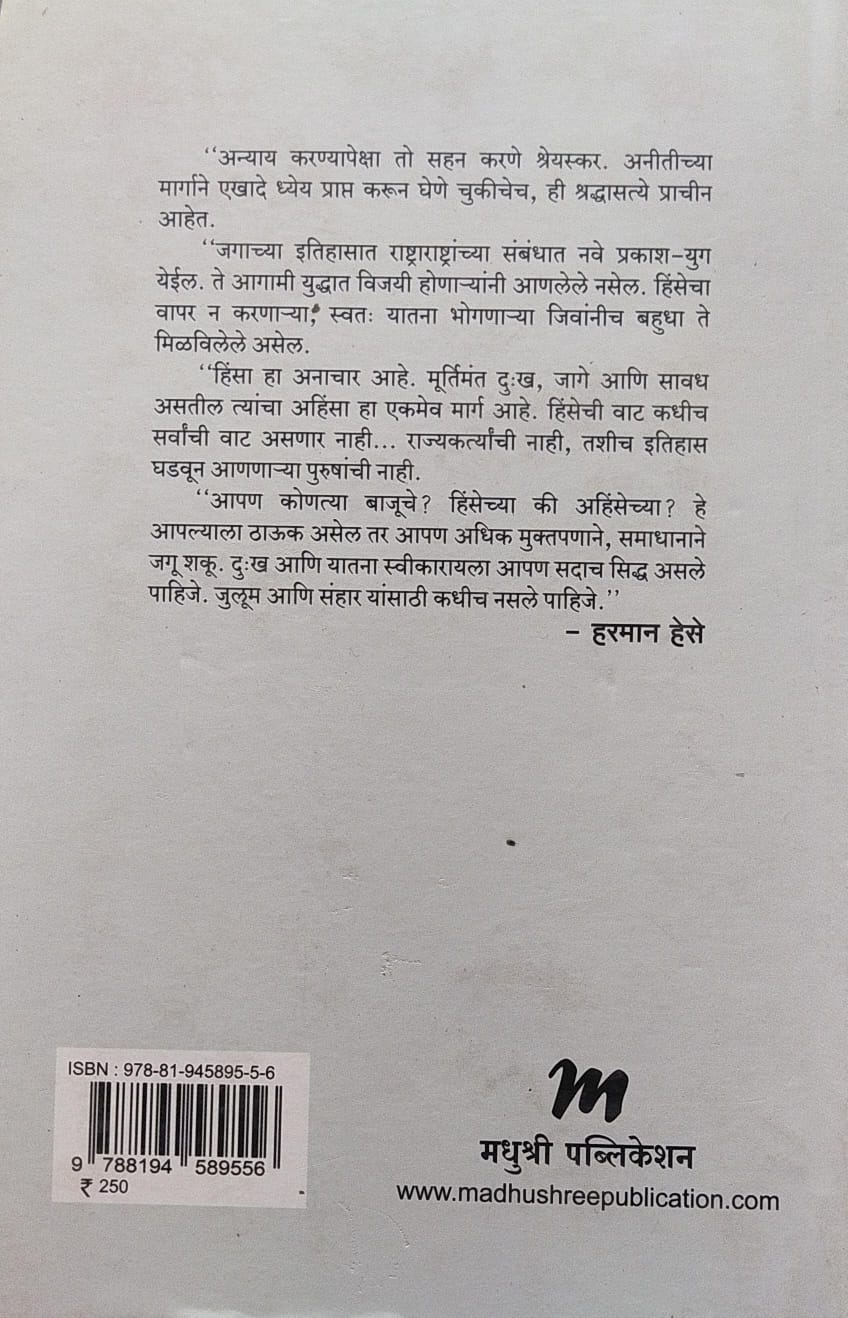 “अन्याय करण्यापेक्षा तो सहन करणे श्रेयस्कर. अनीतीच्या
मार्गाने एखादे ध्येय प्राप्त करून घेणे चुकीचेच, ही श्रद्धासत्ये प्राचीन
आहेत.
“जगाच्या इतिहासात राष्ट्राराष्ट्रांच्या संबंधात नवे प्रकाश-युग
येईल. ते आगामी युद्धात विजयी होणाऱ्यांनी आणलेले नसेल. हिंसेचा
वापर न करणाऱ्या, स्वतः यातना भोगणाऱ्या जिवांनीच बहुधा ते
मिळविलेले असेल.
“हिंसा हा अनाचार आहे. मूर्तिमंत दुःख, जागे आणि सावध
असतील त्यांचा अहिंसा हा एकमेव मार्ग आहे. हिंसेची वाट कधीच
सर्वांची वाट असणार नाही... राज्यकर्त्यांची नाही, तशीच इतिहास
घडवून आणणाऱ्या पुरुषांची नाही.
“आपण कोणत्या बाजूचे? हिंसेच्या की अहिंसेच्या? हे
आपल्याला ठाऊक असेल तर आपण अधिक मुक्तपणाने, समाधानाने
जगू शकू. दुःख आणि यातना स्वीकारायला आपण सदाच सिद्ध असले
पाहिजे. जुलूम आणि संहार यांसाठी कधीच नसले पाहिजे.”
– हरमान हेसे
ISBN : 978-81-945895-5-6
9 788194 589556
₹ 250
m
मधुश्री पब्लिकेशन
www.madhushreepublication.com